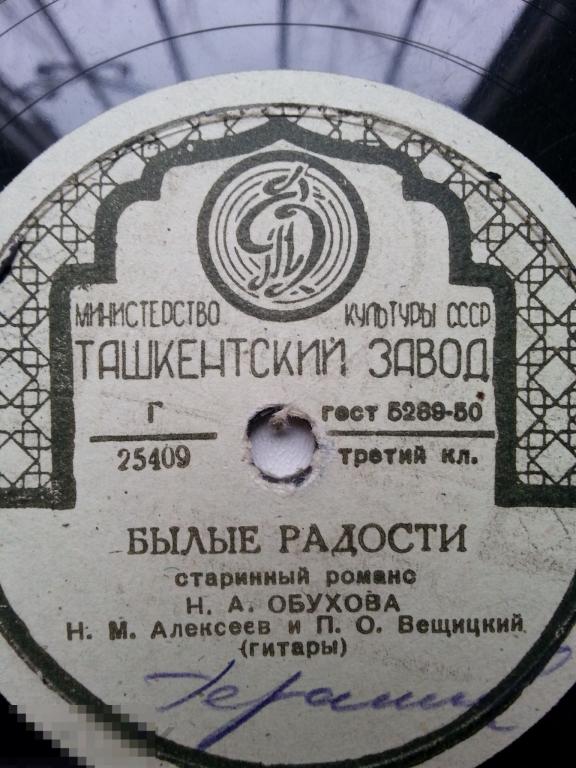 МИНИСТЕРСТВО КУЛЬТУРЫ СССР
ТАШКЕНТСКИЙ ЗАВОД
Г гост 5289-50
25409 третий кл.
БЫЛЫЕ РАДОСТИ
старинный романс
Н. А. ОБУХОВА
Н. М. Алексеев и П. О. Вещицкий
(гитары)